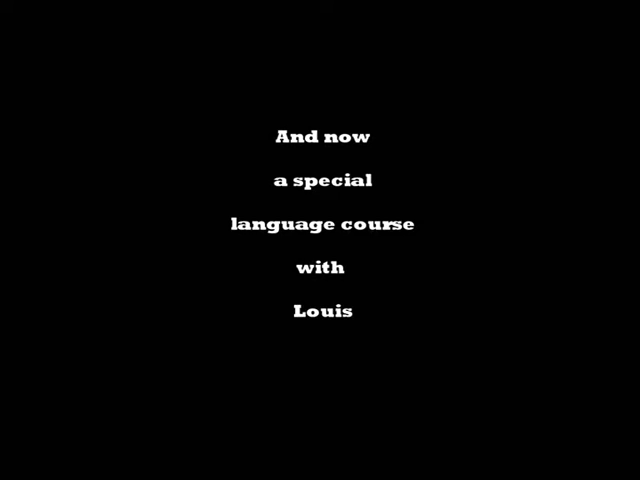 And now
a special
language course
with
Louis